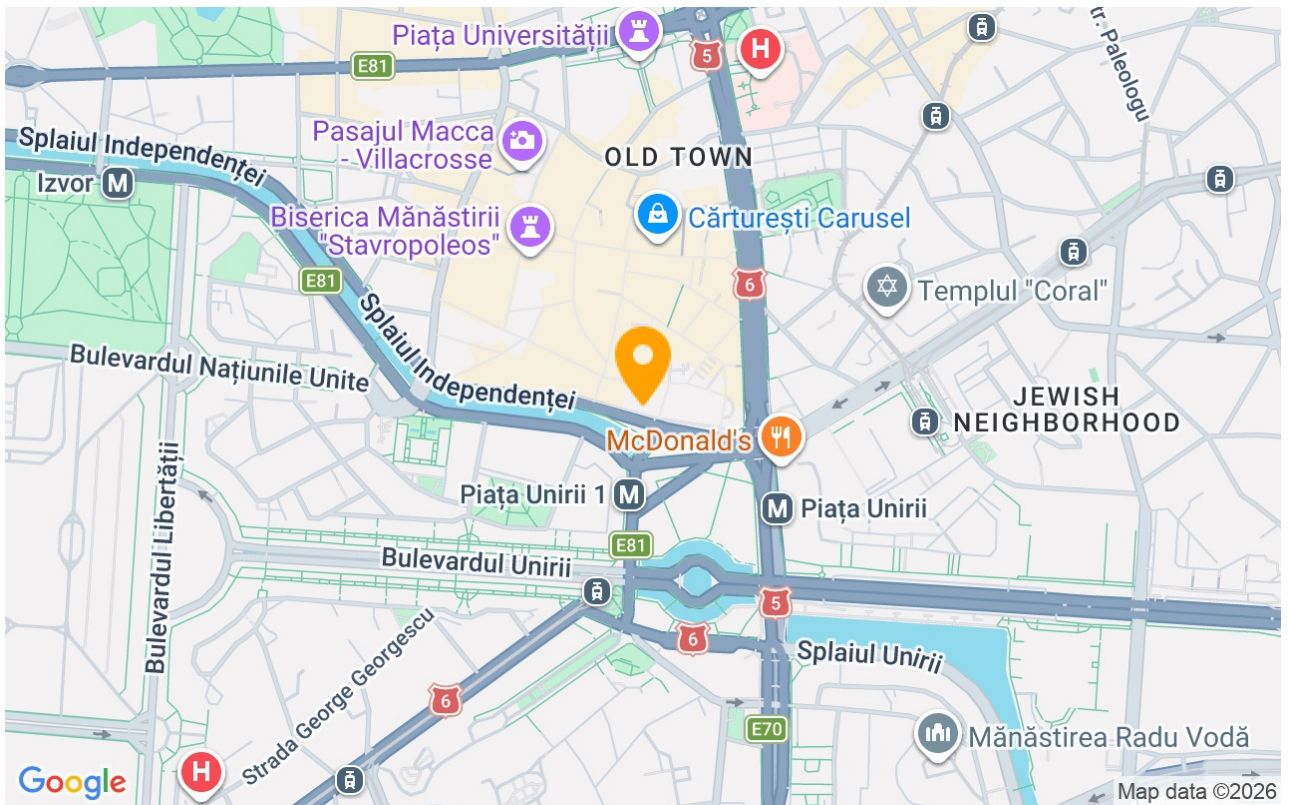 Piața Universității
5
H
E81
tr. Paleologu
Splaiul Independenței
Pasajul Macca
- Villacrosse
OLD TOWN
Izvor M
Biserica Mănăstirii
"Stavropoleos"
Cărturești Carusel
E81
6
Templul "Coral"
Splaiul Independenței
Bulevardul Națiunile Unite
JEWISH
NEIGHBORHOOD
McDonald's
Piața Unirii 1 M
M Piața Unirii
Bulevardul Libertății
E81
Bulevardul Unirii
5
6
Splaiul Unirii
Strada George Georgescu
6
E70
Mănăstirea Radu Vodă
H
Google
Map data ©2026